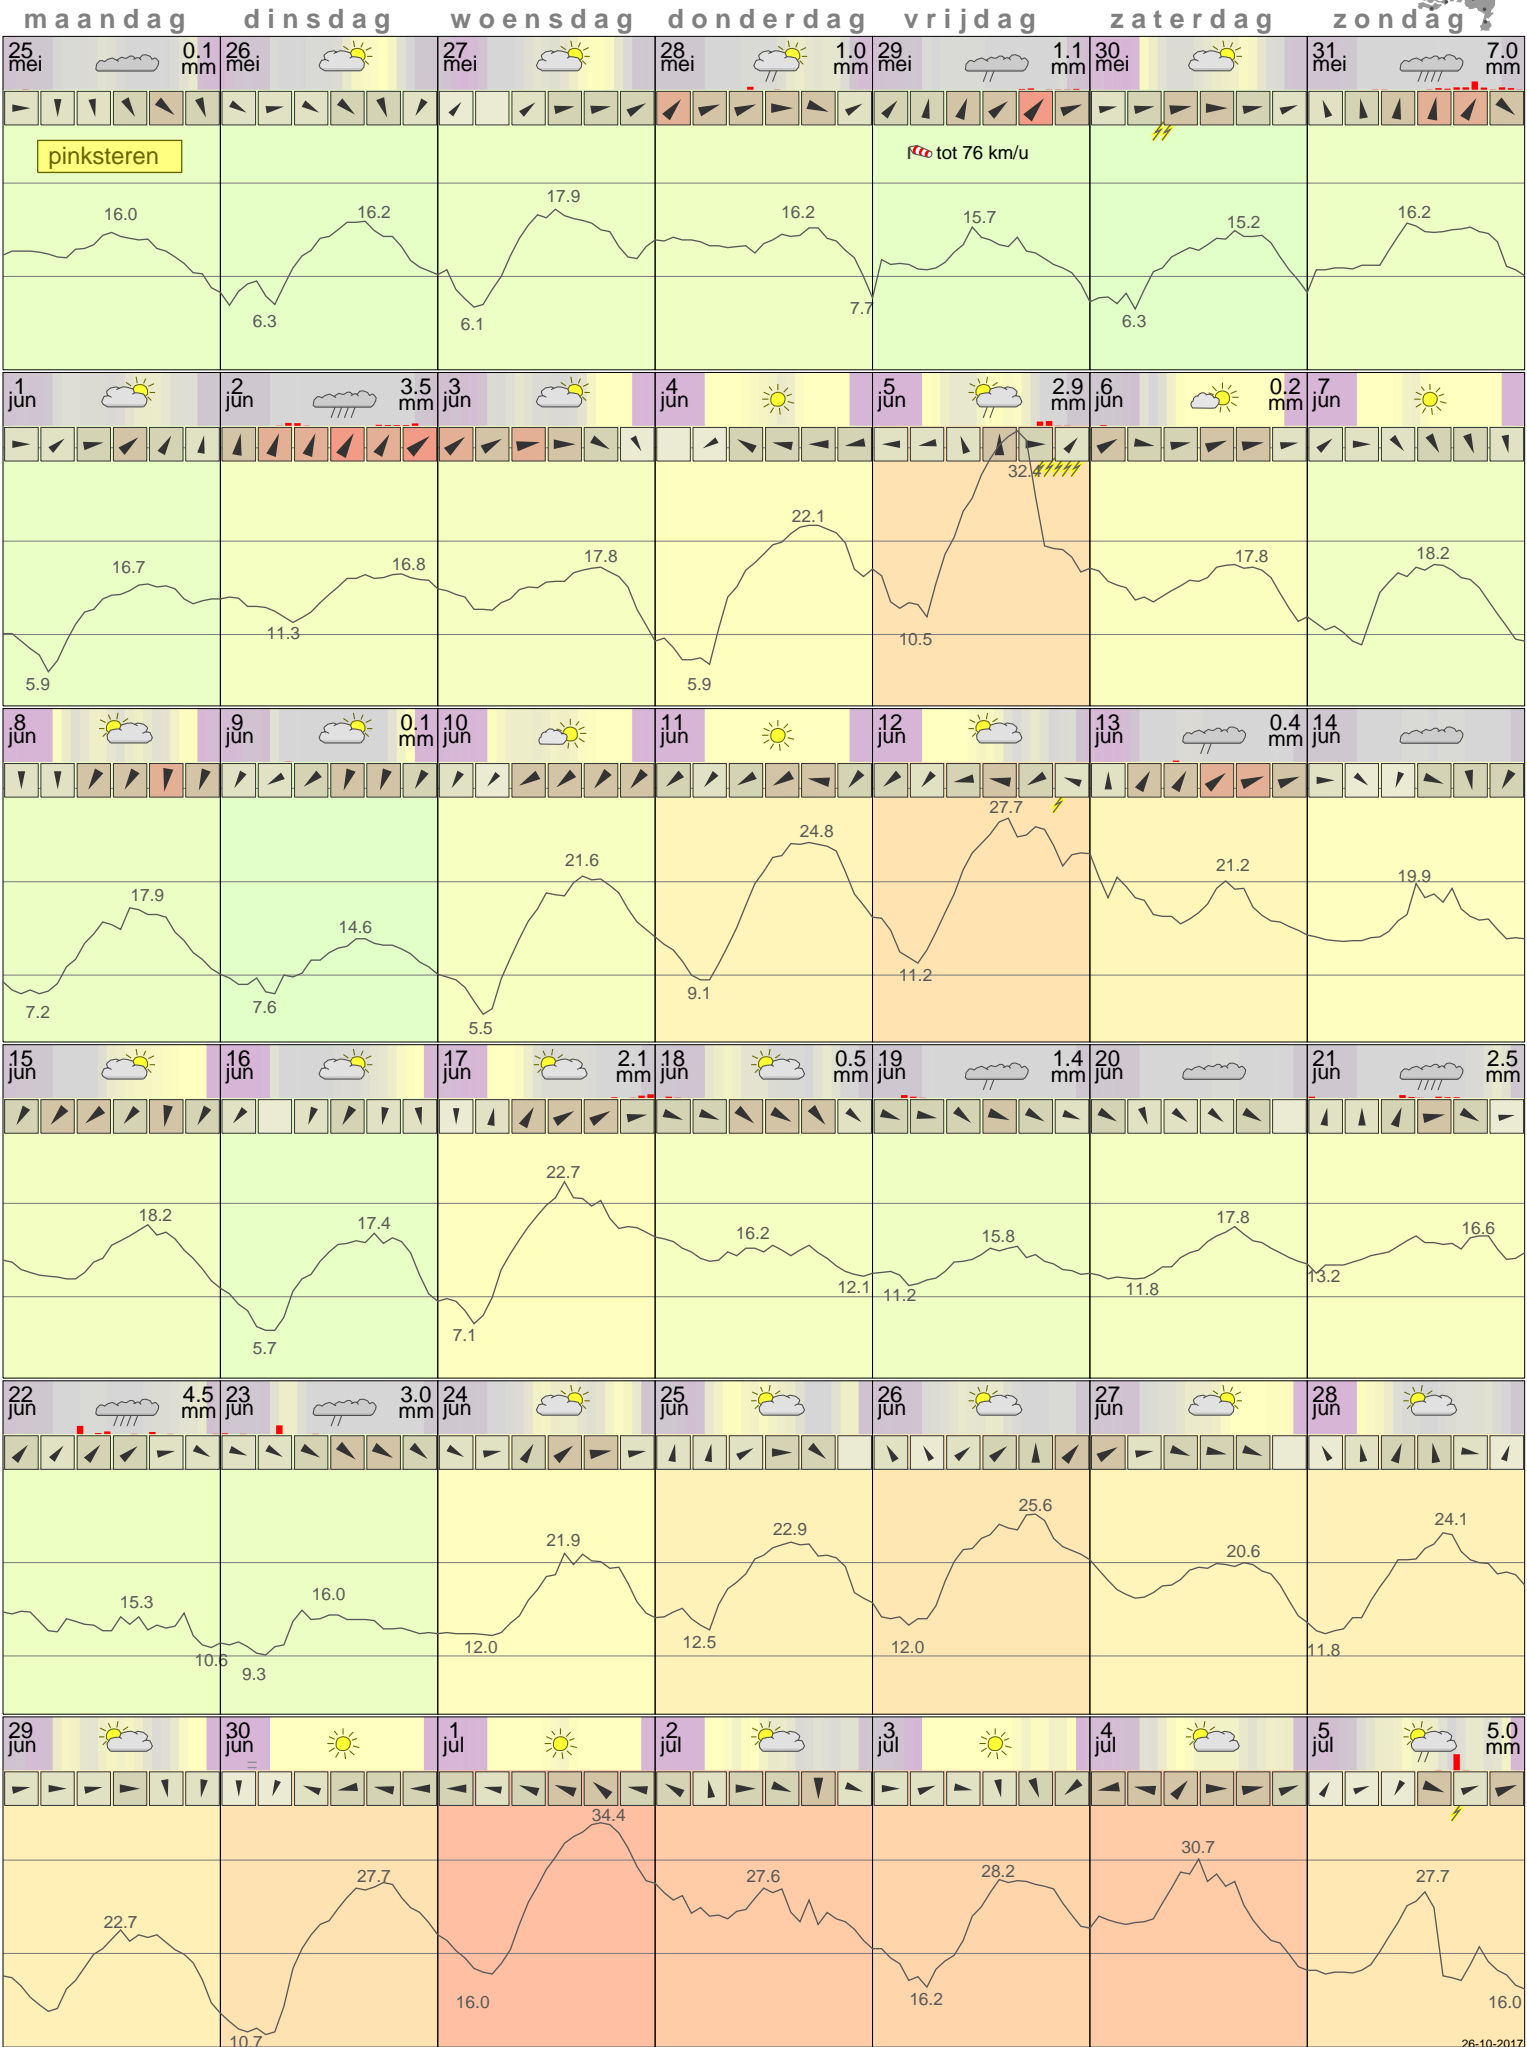 maandag dinsdag woensdag donderdag vrijdag zaterdag zondag
25 mei 0.1 mm 26 mei 27 mei 28 mei 1.0 mm 29 mei 1.1 mm 30 mei 31 mei 7.0 mm
pinksteren tot 76 km/u
16.0 16.2 17.9 16.2 15.7 15.2 16.2
6.3 6.1 7.7 6.3
1 jun 2 jun 3.5 mm 3 jun 4 jun 5 jun 2.9 mm 6 jun 0.2 mm 7 jun
32.4
22.1
16.7 16.8 17.8 17.8 18.2
11.3 10.5
5.9 5.9
8 jun 9 jun 0.1 mm 10 jun 11 jun 12 jun 13 jun 0.4 mm 14 jun
27.7
17.9 14.6 21.6 24.8 21.2 19.9
7.2 7.6 5.5 9.1 11.2
15 jun 16 jun 17 jun 2.1 mm 18 jun 0.5 mm 19 jun 1.4 mm 20 jun 21 jun 2.5 mm
18.2 17.4 22.7 16.2 15.8 17.8 16.6
5.7 7.1 12.1 11.2 11.8 13.2
22 jun 4.5 mm 23 jun 3.0 mm 24 jun 25 jun 26 jun 27 jun 28 jun
15.3 16.0 21.9 22.9 25.6 20.6 24.1
10.6 9.3 12.0 12.5 12.0 11.8
29 jun 30 jun 1 jul 2 jul 3 jul 4 jul 5 jul 5.0 mm
22.7 27.7 34.4 27.6 28.2 30.7 27.7
10.7 16.0 16.2 16.0
26-10-2017